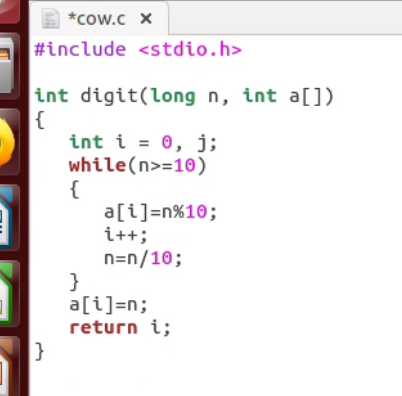 *cow.c ×
#include <stdio.h>
int digit(long n, int a[])
{
int i = 0, j;
while(n>=10)
{
a[i]=n%10;
i++;
n=n/10;
}
a[i]=n;
return i;
}